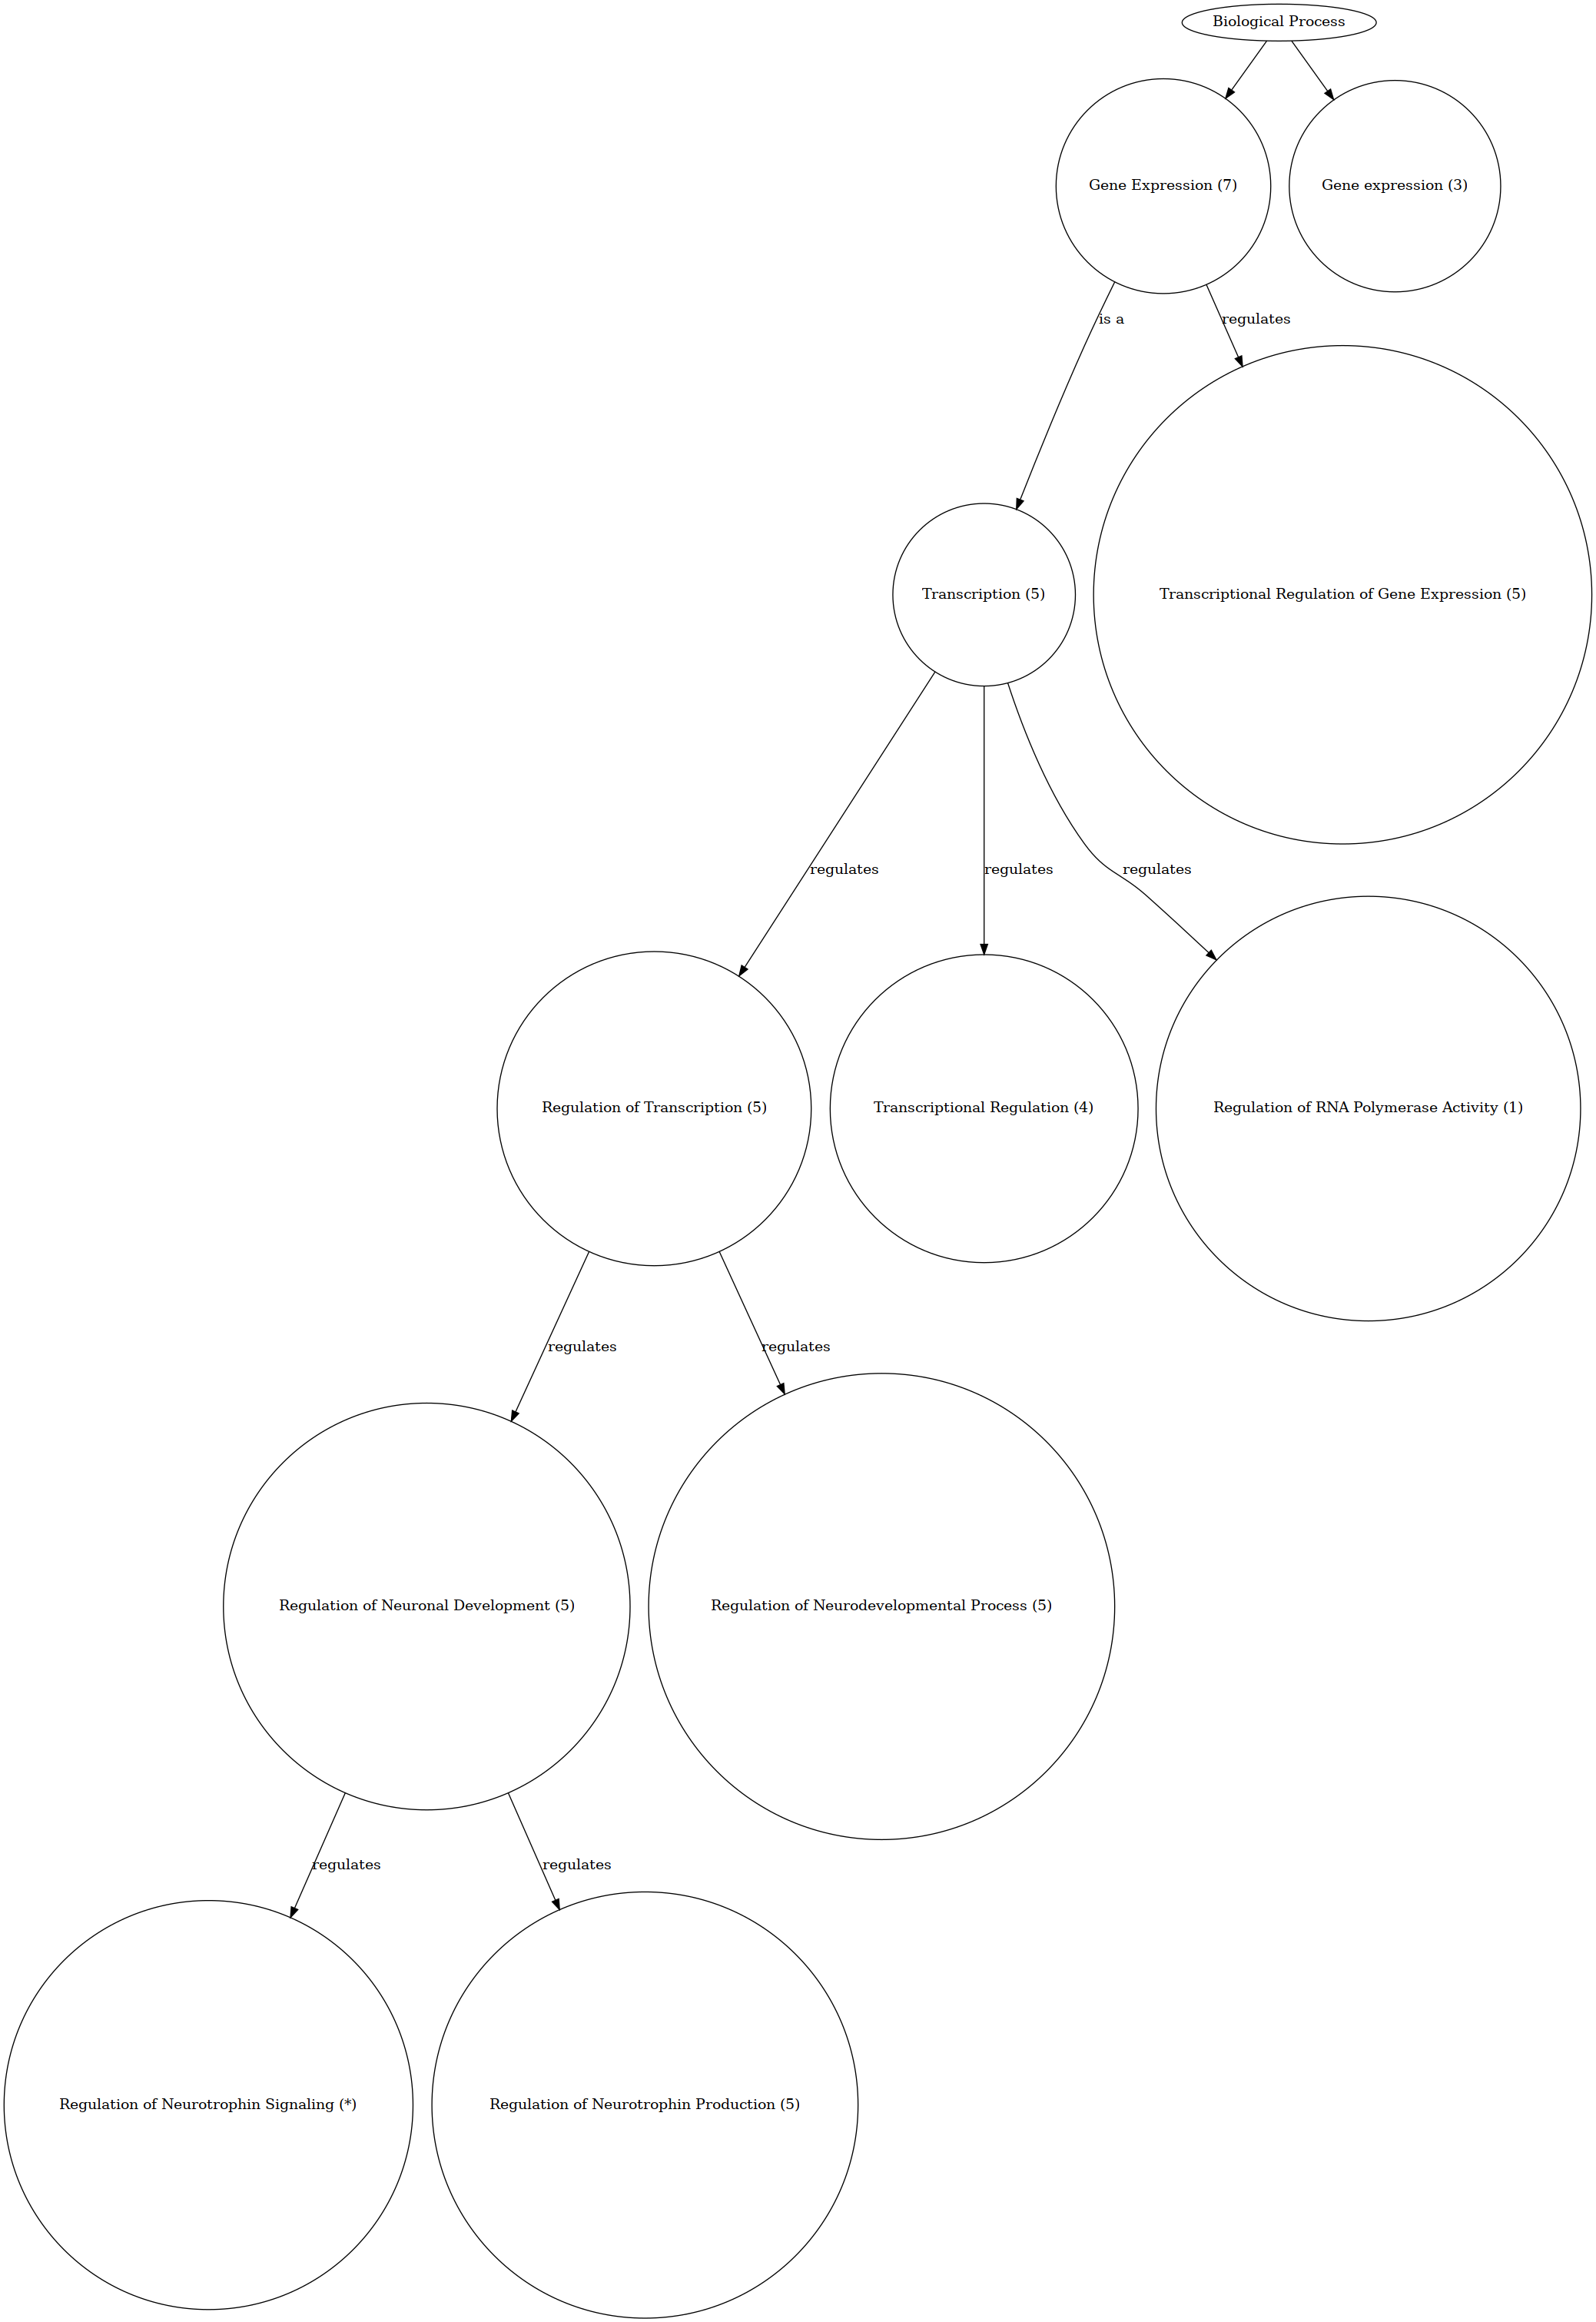 Biological Process
Gene Expression (7)
Gene expression (3)
is a
regulates
Transcription (5)
Transcriptional Regulation of Gene Expression (5)
regulates
regulates
regulates
Regulation of Transcription (5)
Transcriptional Regulation (4)
Regulation of RNA Polymerase Activity (1)
regulates
regulates
Regulation of Neuronal Development (5)
Regulation of Neurodevelopmental Process (5)
regulates
regulates
Regulation of Neurotrophin Signaling (*)
Regulation of Neurotrophin Production (5)